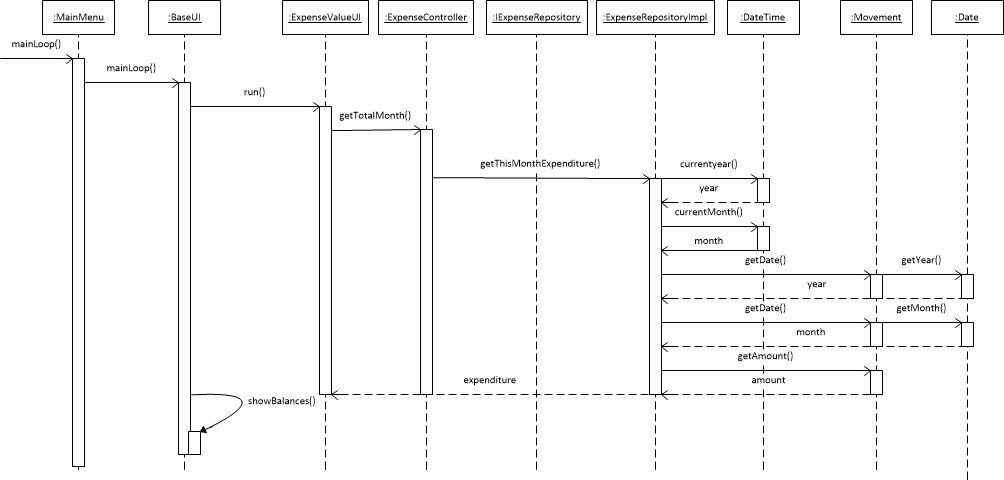 :MainMenu
:BaseUI
:ExpenseValueUI
:ExpenseController
:IExpenseRepository
:ExpenseRepositoryImpl
:DateTime
:Movement
:Date
mainLoop()
mainLoop()
run()
getTotalMonth()
getThisMonthExpenditure()
currentyear()
year
currentMonth()
month
getDate()
getYear()
year
getDate()
getMonth()
month
getAmount()
expenditure
amount
showBalances()